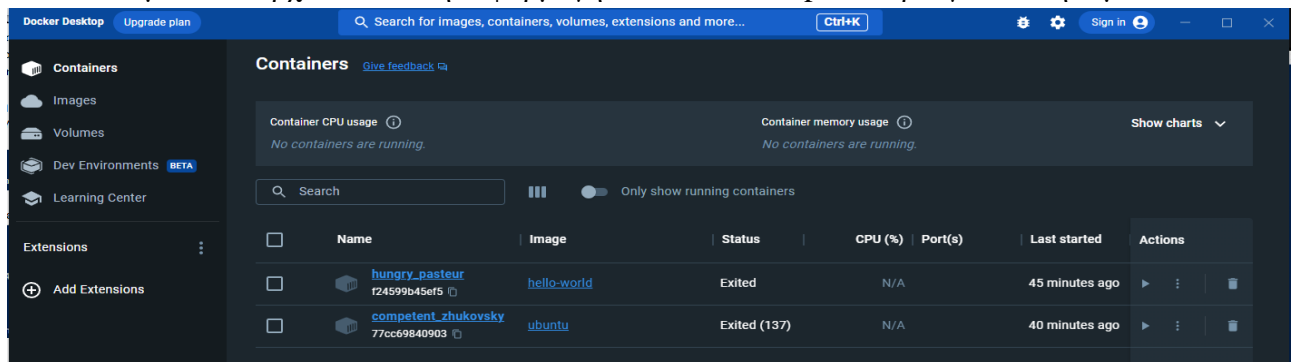 Docker Desktop Upgrade plan Search for images, containers, volumes, extensions and more... Ctrl+K Sign in
Containers
Images
Volumes
Dev Environments BETA
Learning Center
Extensions
Add Extensions
Containers Give feedback
Container CPU usage Container memory usage Show charts
No containers are running. No containers are running.
Search Only show running containers
Name Image Status CPU (%) Port(s) Last started Actions
hungry_pasteur hello-world Exited N/A 45 minutes ago
f24599b45ef5
competent_zhukovsky ubuntu Exited (137) N/A 40 minutes ago
77cc69840903